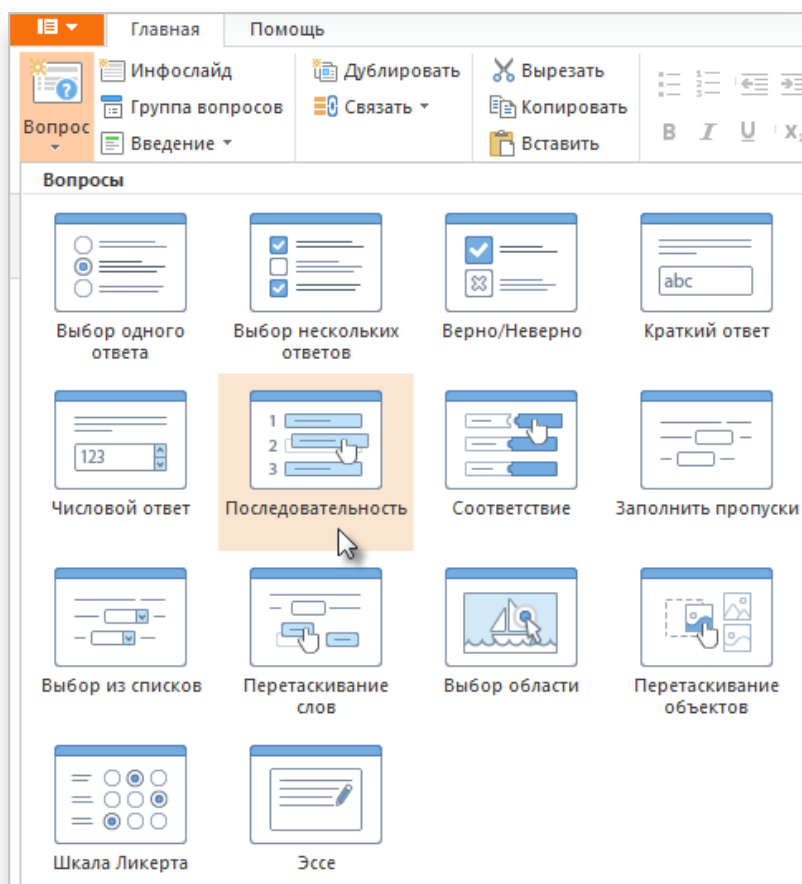 Главная Помощь
Инфослайд Дублировать Вырезать
Группа вопросов Связать Копировать
Вопрос
Введение Вставить
B I U X₂
Вопросы
abc
Выбор одного ответа
Выбор нескольких ответов
Верно/Неверно
Краткий ответ
123
1
2
3
Числовой ответ
Последовательность
Соответствие
Заполнить пропуски
Выбор из списков
Перетаскивание слов
Выбор области
Перетаскивание объектов
Шкала Ликерта
Эссе